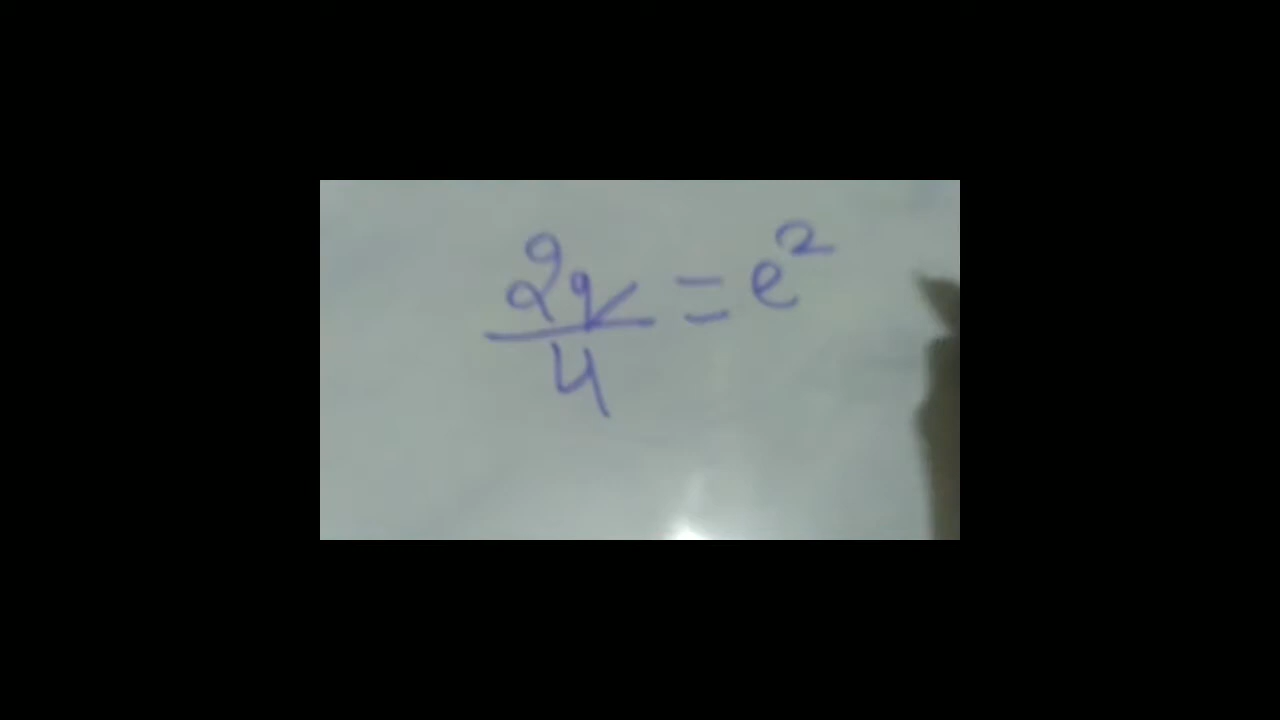 2q/4 = e²